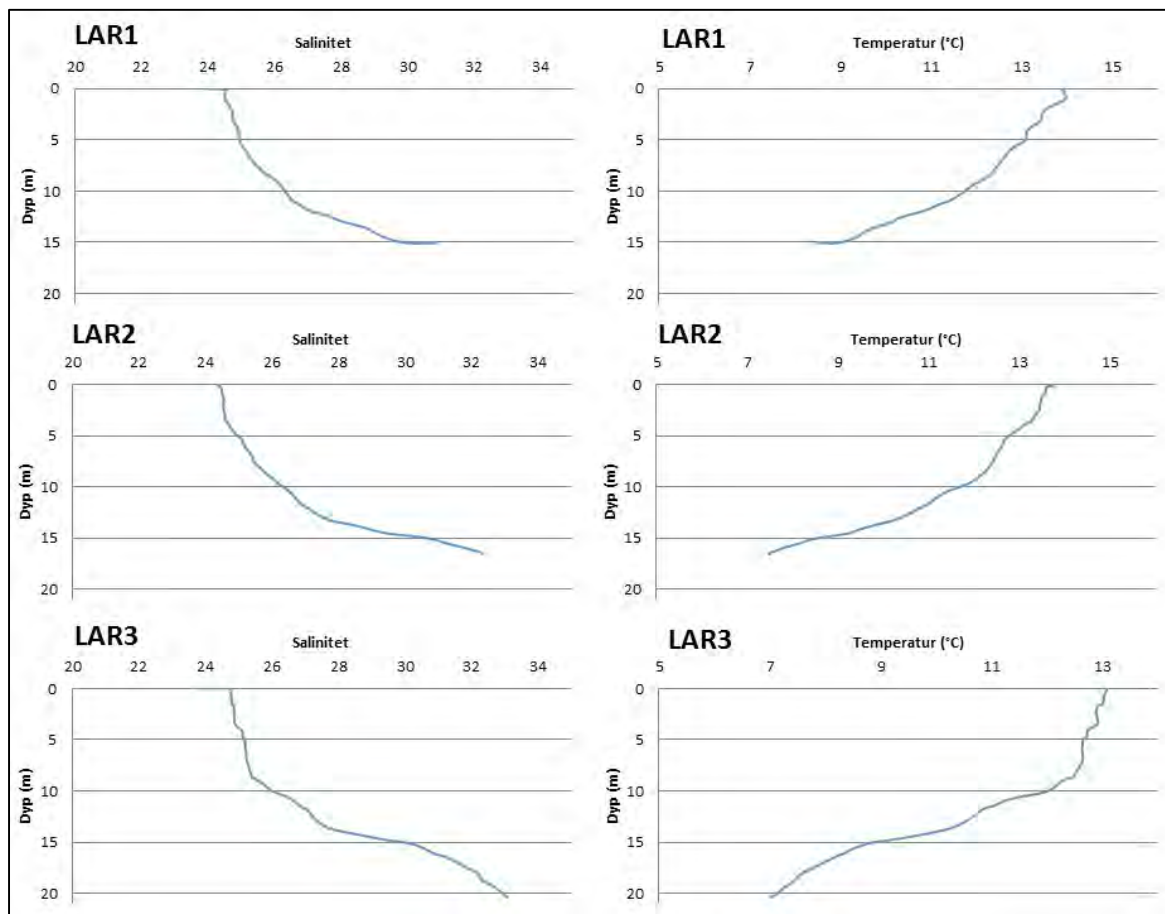 LAR1
Salinitet
20 22 24 26 28 30 32 34
0
5
10
15
20
Dyp (m)
LAR1
Temperatur (°C)
5 7 9 11 13 15
0
5
10
15
20
Dyp (m)
LAR2
Salinitet
20 22 24 26 28 30 32 34
0
5
10
15
20
Dyp (m)
LAR2
Temperatur (°C)
5 7 9 11 13 15
0
5
10
15
20
Dyp (m)
LAR3
Salinitet
20 22 24 26 28 30 32 34
0
5
10
15
20
Dyp (m)
LAR3
Temperatur (°C)
5 7 9 11 13
0
5
10
15
20
Dyp (m)